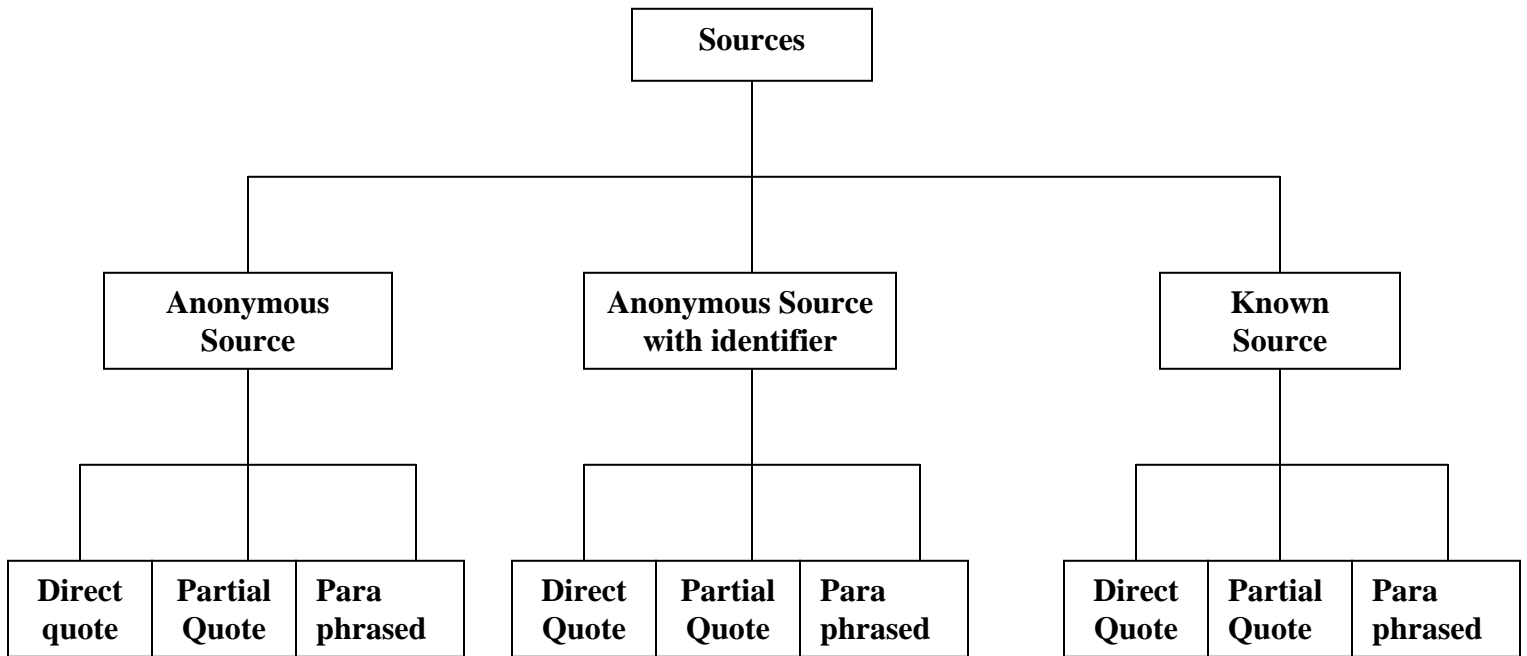 Sources
Anonymous
Source
Anonymous Source
with identifier
Known
Source
Direct
quote
Partial
Quote
Para
phrased
Direct
Quote
Partial
Quote
Para
phrased
Direct
Quote
Partial
Quote
Para
phrased